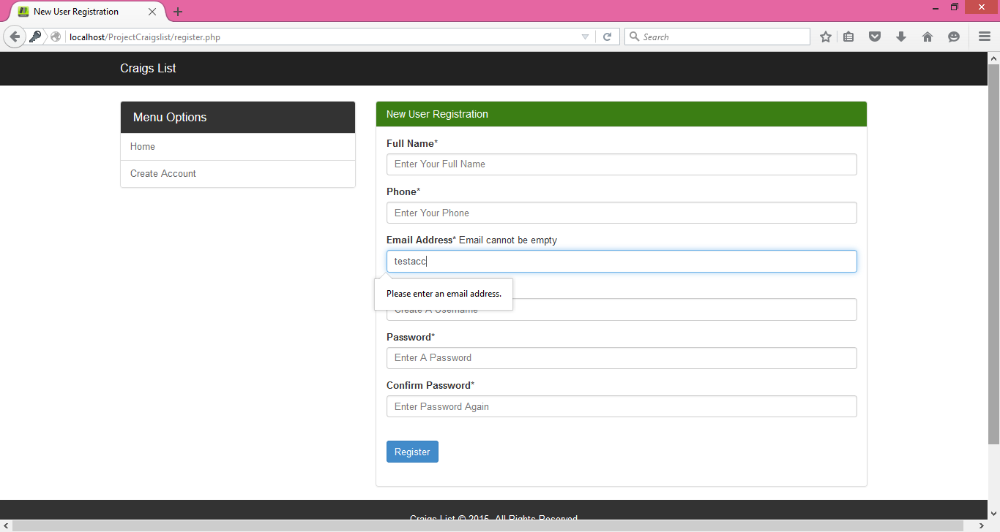 New User Registration
localhost/ProjectCraigslist/register.php
Search
Craigs List
Menu Options
Home
Create Account
New User Registration
Full Name*
Enter Your Full Name
Phone*
Enter Your Phone
Email Address* Email cannot be empty
testacc
Please enter an email address.
Create A Username
Password*
Enter A Password
Confirm Password*
Enter Password Again
Register
Craigs List © 2015. All Rights Reserved